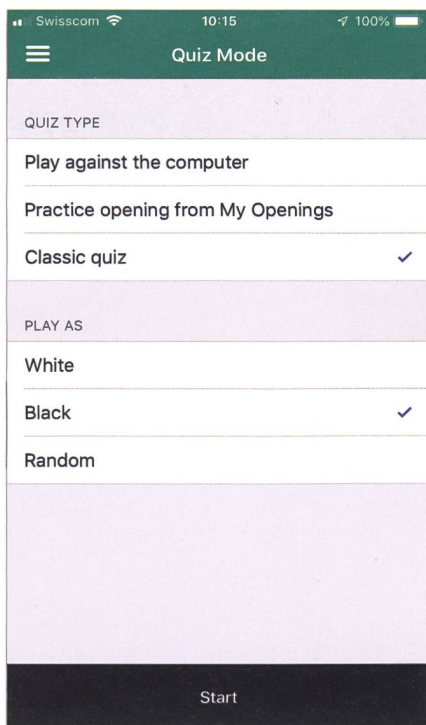 Swisscom 10:15 100%
Quiz Mode
QUIZ TYPE
Play against the computer
Practice opening from My Openings
Classic quiz
PLAY AS
White
Black
Random
Start